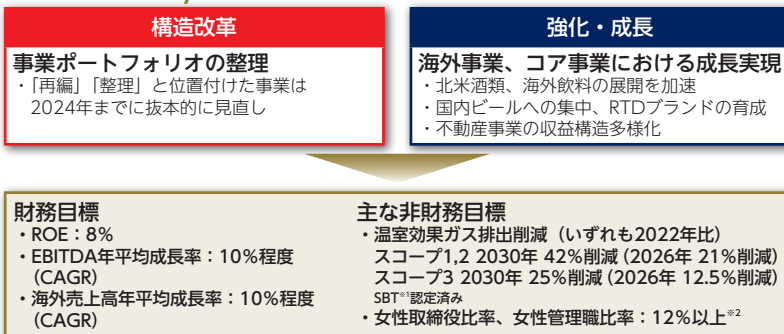 構造改革
事業ポートフォリオの整理
・「再編」「整理」と位置付けた事業は
2024年までに抜本的に見直し
強化・成長
海外事業、コア事業における成長実現
・北米酒類、海外飲料の展開を加速
・国内ビールへの集中、RTDブランドの育成
・不動産事業の収益構造多様化
財務目標
・ROE：8%
・EBITDA年平均成長率：10%程度
(CAGR)
・海外売上高年平均成長率：10%程度
(CAGR)
主な非財務目標
・温室効果ガス排出削減（いずれも2022年比）
スコープ1,2 2030年 42%削減（2026年 21%削減）
スコープ3 2030年 25%削減（2026年 12.5%削減）
SBT※1認定済み
・女性取締役比率、女性管理職比率：12%以上※2